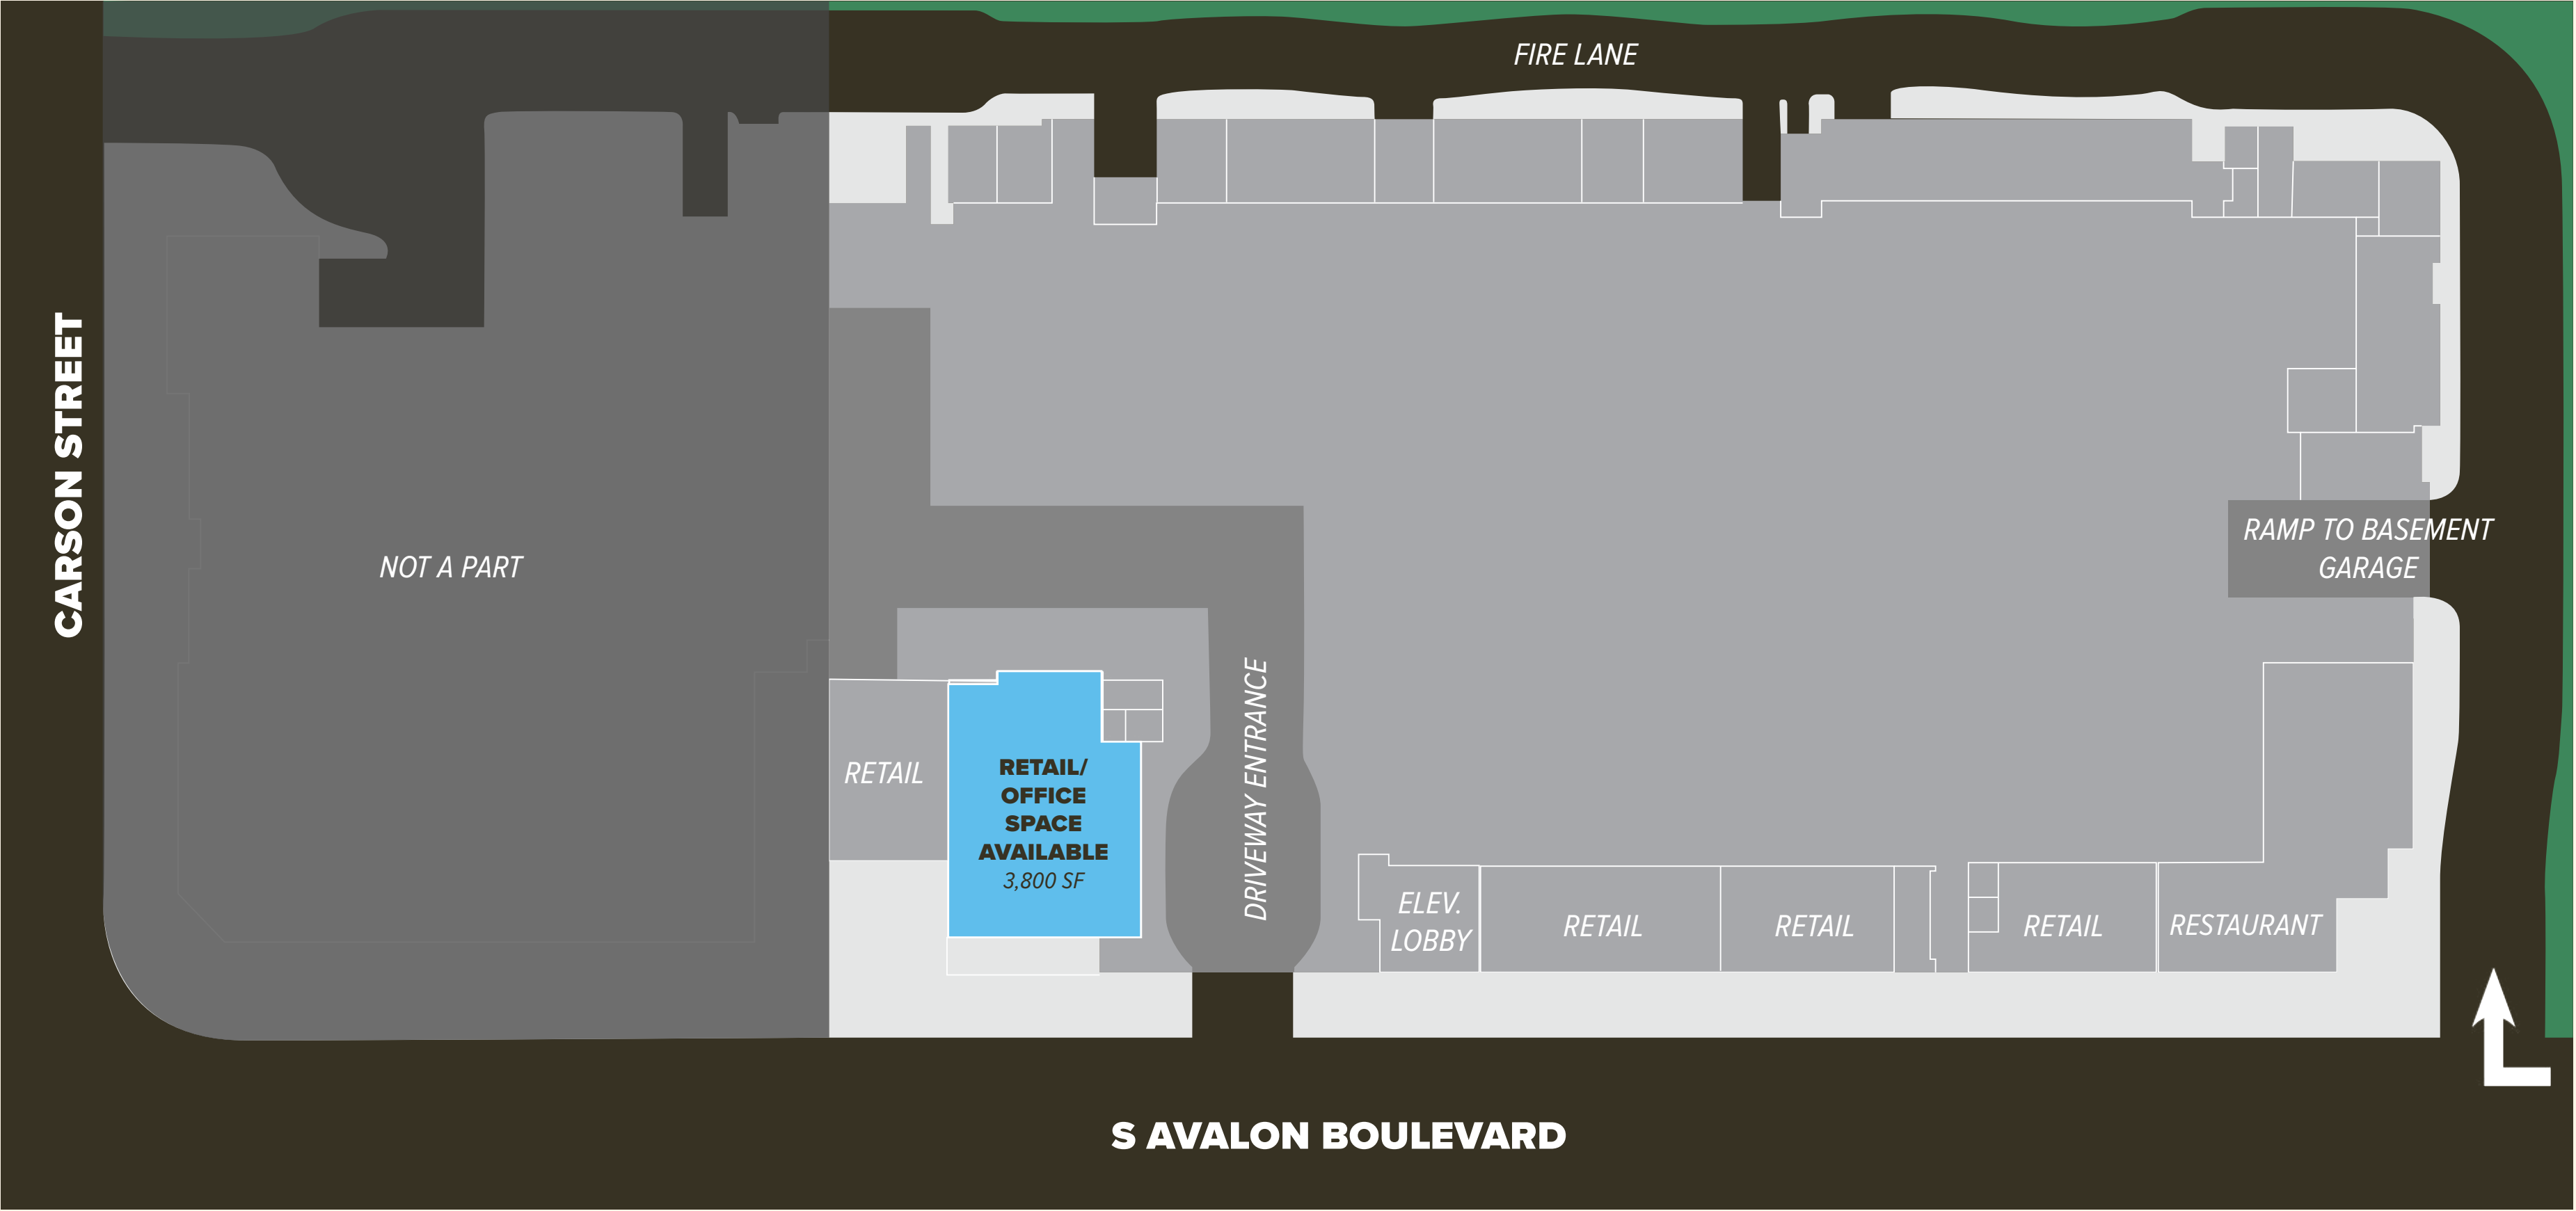 FIRE LANE
CARSON STREET
NOT A PART
RAMP TO BASEMENT
GARAGE
DRIVEWAY ENTRANCE
RETAIL
RETAIL/
OFFICE
SPACE
AVAILABLE
3,800 SF
ELEV.
LOBBY
RETAIL
RETAIL
RETAIL
RESTAURANT
S AVALON BOULEVARD